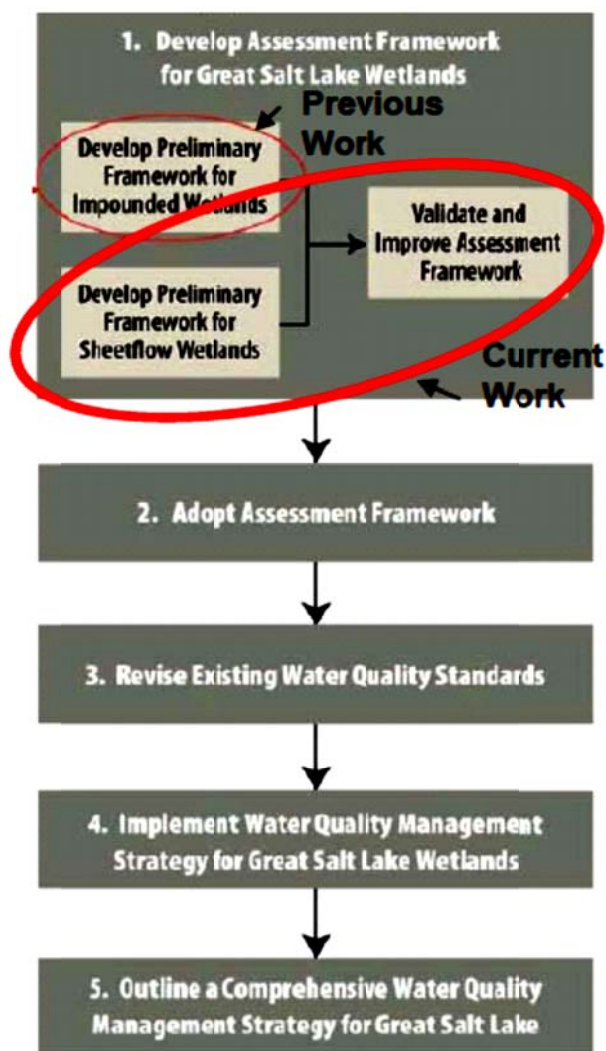 1. Develop Assessment Framework
for Great Salt Lake Wetlands
Previous
Work
Develop Preliminary
Framework for
Impounded Wetlands
Validate and
Improve Assessment
Framework
Develop Preliminary
Framework for
Sheetflow Wetlands
Current
Work
2. Adopt Assessment Framework
3. Revise Existing Water Quality Standards
4. Implement Water Quality Management
Strategy for Great Salt Lake Wetlands
5. Outline a Comprehensive Water Quality
Management Strategy for Great Salt Lake